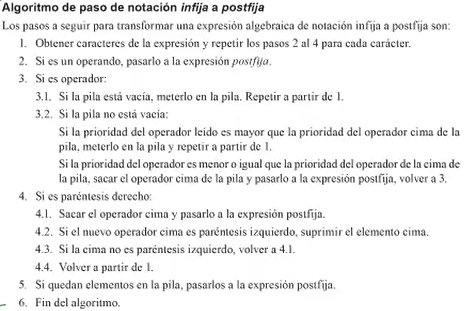 Algoritmo de paso de notación infija a postfija
Los pasos a seguir para transformar una expresión algebraica de notación infija a postfija son:
1. Obtener caracteres de la expresión y repetir los pasos 2 al 4 para cada carácter.
2. Si es un operando, pasarlo a la expresión postfija.
3. Si es operador:
3.1. Si la pila está vacía, meterlo en la pila. Repetir a partir de 1.
3.2. Si la pila no está vacía:
Si la prioridad del operador leído es mayor que la prioridad del operador cima de la
pila, meterlo en la pila y repetir a partir de 1.
Si la prioridad del operador es menor o igual que la prioridad del operador de la cima de
la pila, sacar el operador cima de la pila y pasarlo a la expresión postfija, volver a 3.
4. Si es paréntesis derecho:
4.1. Sacar el operador cima y pasarlo a la expresión postfija.
4.2. Si el nuevo operador cima es paréntesis izquierdo, suprimir el elemento cima.
4.3. Si la cima no es paréntesis izquierdo, volver a 4.1.
4.4. Volver a partir de 1.
5. Si quedan elementos en la pila, pasarlos a la expresión postfija.
6. Fin del algoritmo.